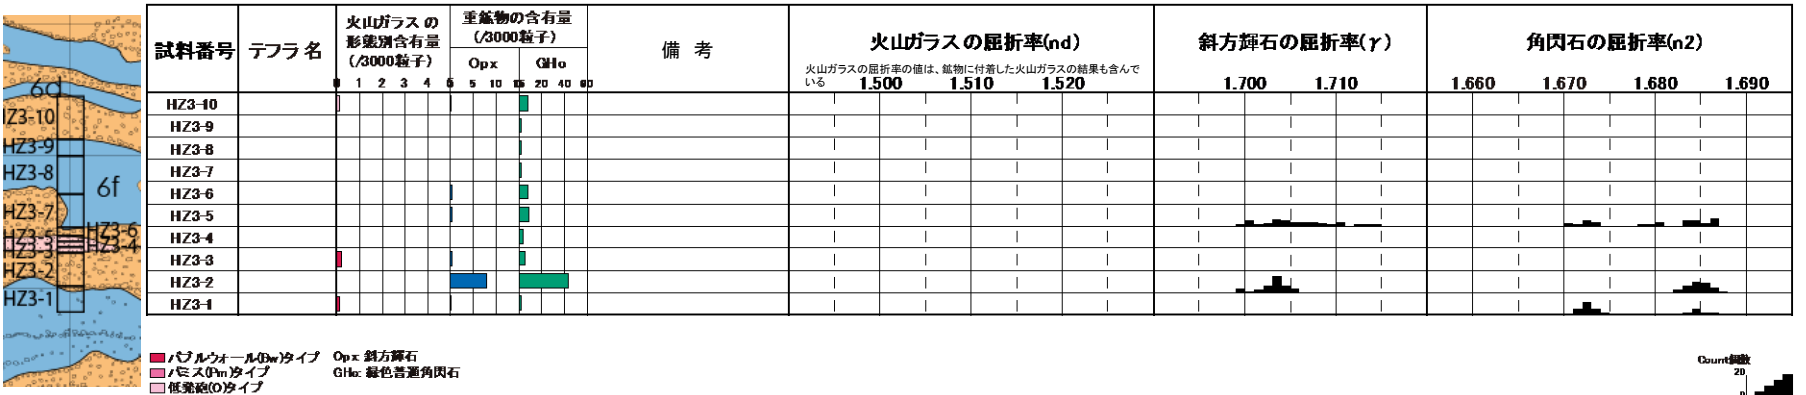 6d
HZ3-10
HZ3-9
HZ3-8
6f
HZ3-7
HZ3-6
HZ3-5
HZ3-4
HZ3-3
HZ3-2
HZ3-1
試料番号
テフラ名
火山ガラスの
形態別含有量
(/3000粒子)
0 1 2 3 4 5
重鉱物の含有量
(/3000粒子)
Opx GHo
5 10 15 20 40 60
備考
火山ガラスの屈折率(nd)
火山ガラスの屈折率の値は、鉱物に付着した火山ガラスの結果も含んで
いる
1.500 1.510 1.520
斜方輝石の屈折率(γ)
1.700 1.710
角閃石の屈折率(n2)
1.660 1.670 1.680 1.690
HZ3-10
HZ3-9
HZ3-8
HZ3-7
HZ3-6
HZ3-5
HZ3-4
HZ3-3
HZ3-2
HZ3-1
バブルウォール(Bw)タイプ Opx: 斜方輝石
パミス(Pm)タイプ GHo: 緑色普通角閃石
低発泡(O)タイプ
Count個数
20
0